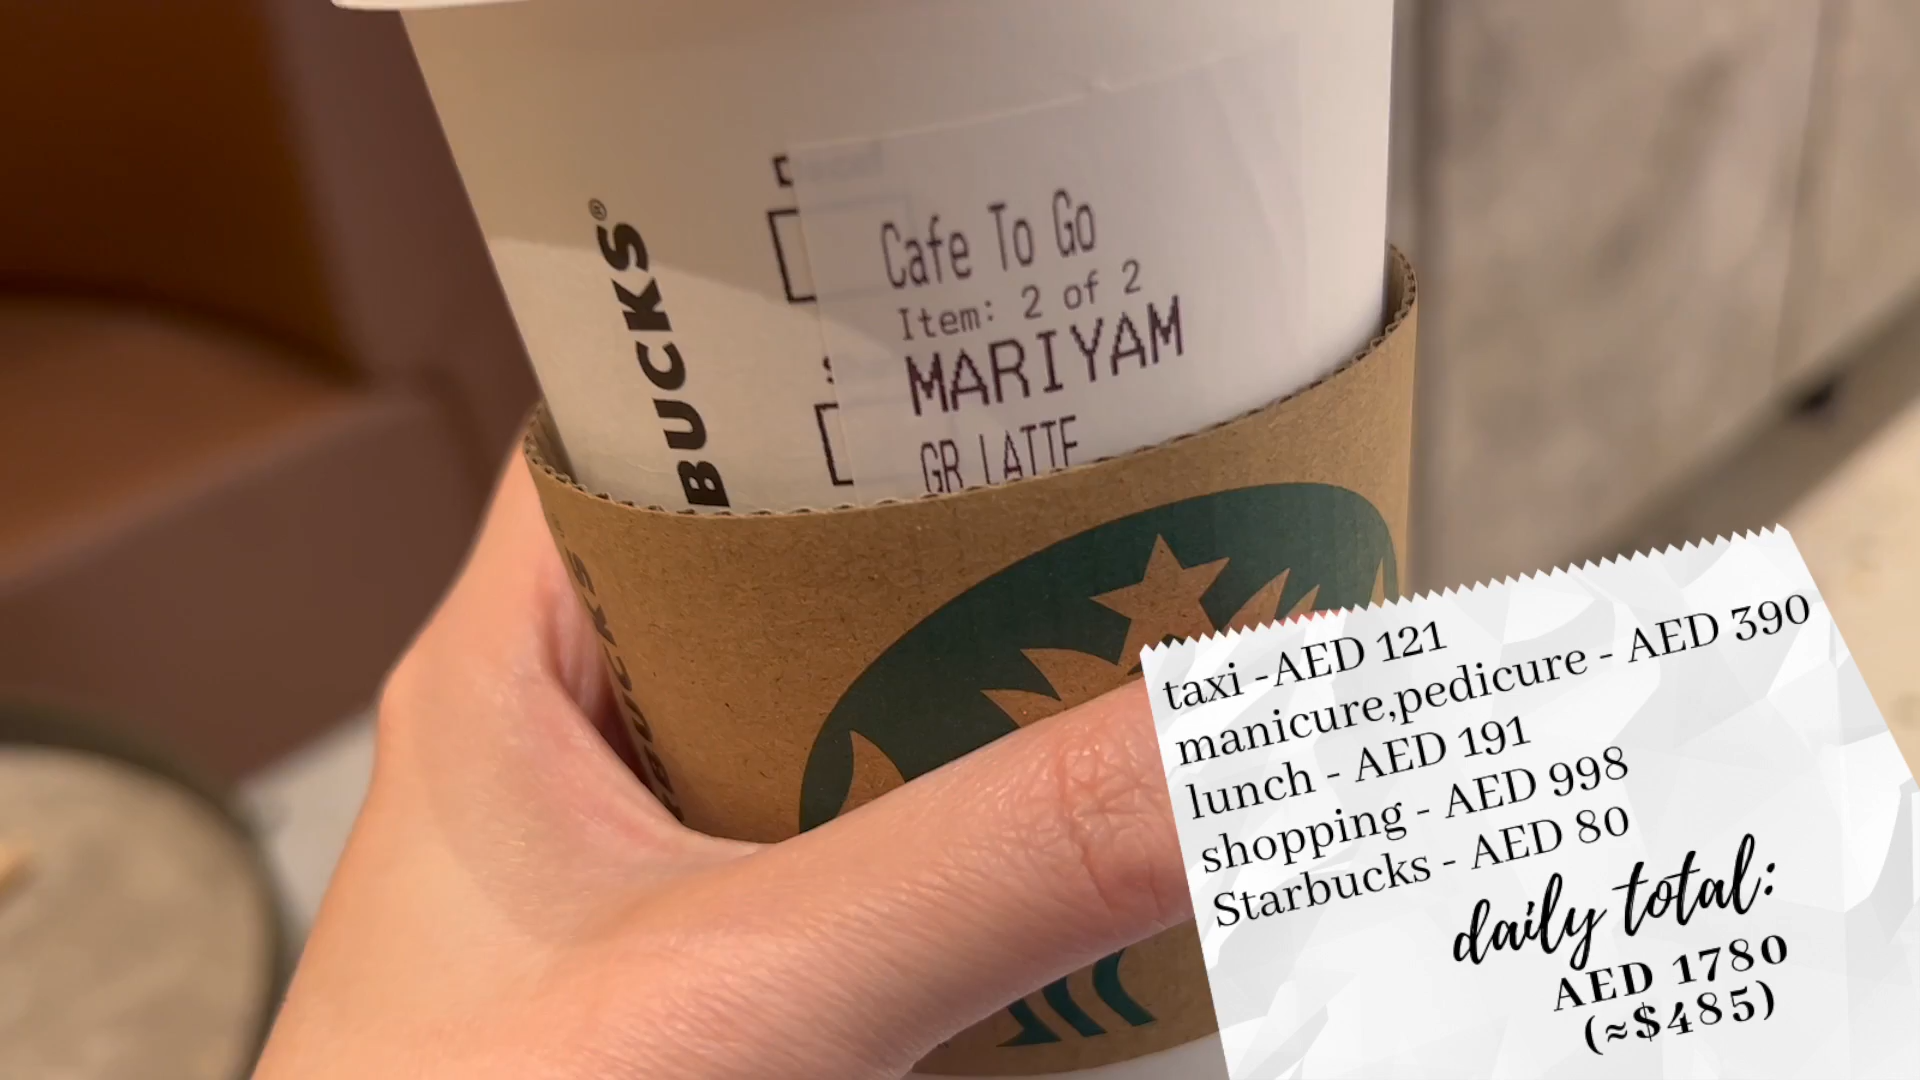 STARBUCKS®
Cafe To Go
Item: 2 of 2
MARIYAM
GR LATTE
taxi -AED 121
manicure,pedicure - AED 390
lunch - AED 191
shopping - AED 998
Starbucks - AED 80
daily total:
AED 1780
(≈$485)